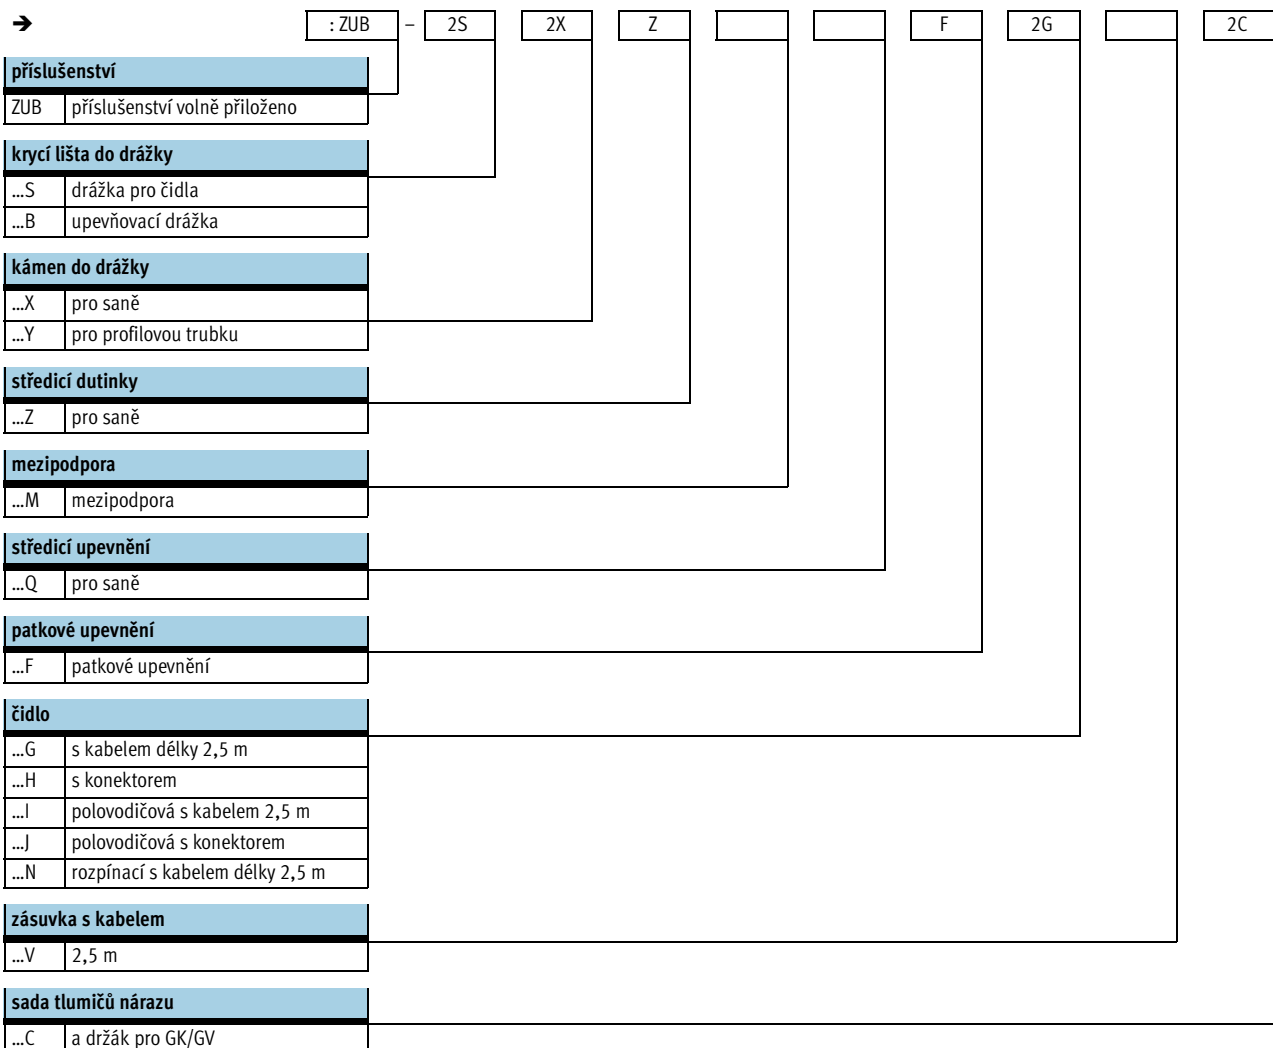 ➔ : ZUB – 2S 2X Z F 2G 2C
příslušenství
ZUB příslušenství volně přiloženo
krycí lišta do drážky
...S drážka pro čidla
...B upevňovací drážka
kámen do drážky
...X pro saně
...Y pro profilovou trubku
středicí dutinky
...Z pro saně
mezipodpora
...M mezipodpora
středicí upevnění
...Q pro saně
patkové upevnění
...F patkové upevnění
čidlo
...G s kabelem délky 2,5 m
...H s konektorem
...I polovodičová s kabelem 2,5 m
...J polovodičová s konektorem
...N rozpínací s kabelem délky 2,5 m
zásuvka s kabelem
...V 2,5 m
sada tlumičů nárazu
...C a držák pro GK/GV